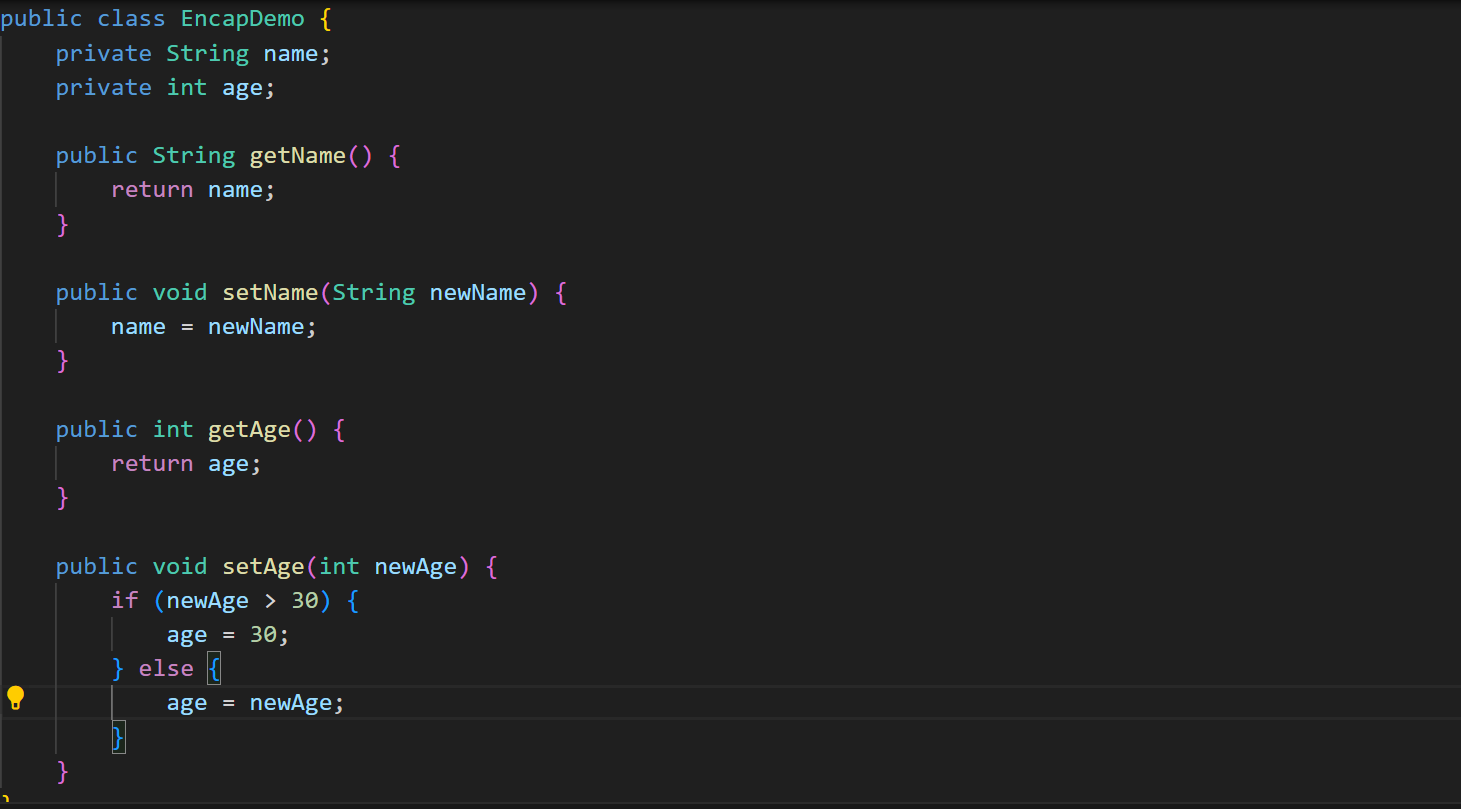 public class EncapDemo {
    private String name;
    private int age;

    public String getName() {
        return name;
    }

    public void setName(String newName) {
        name = newName;
    }

    public int getAge() {
        return age;
    }

    public void setAge(int newAge) {
        if (newAge > 30) {
            age = 30;
        } else {
            age = newAge;
        }
    }
}